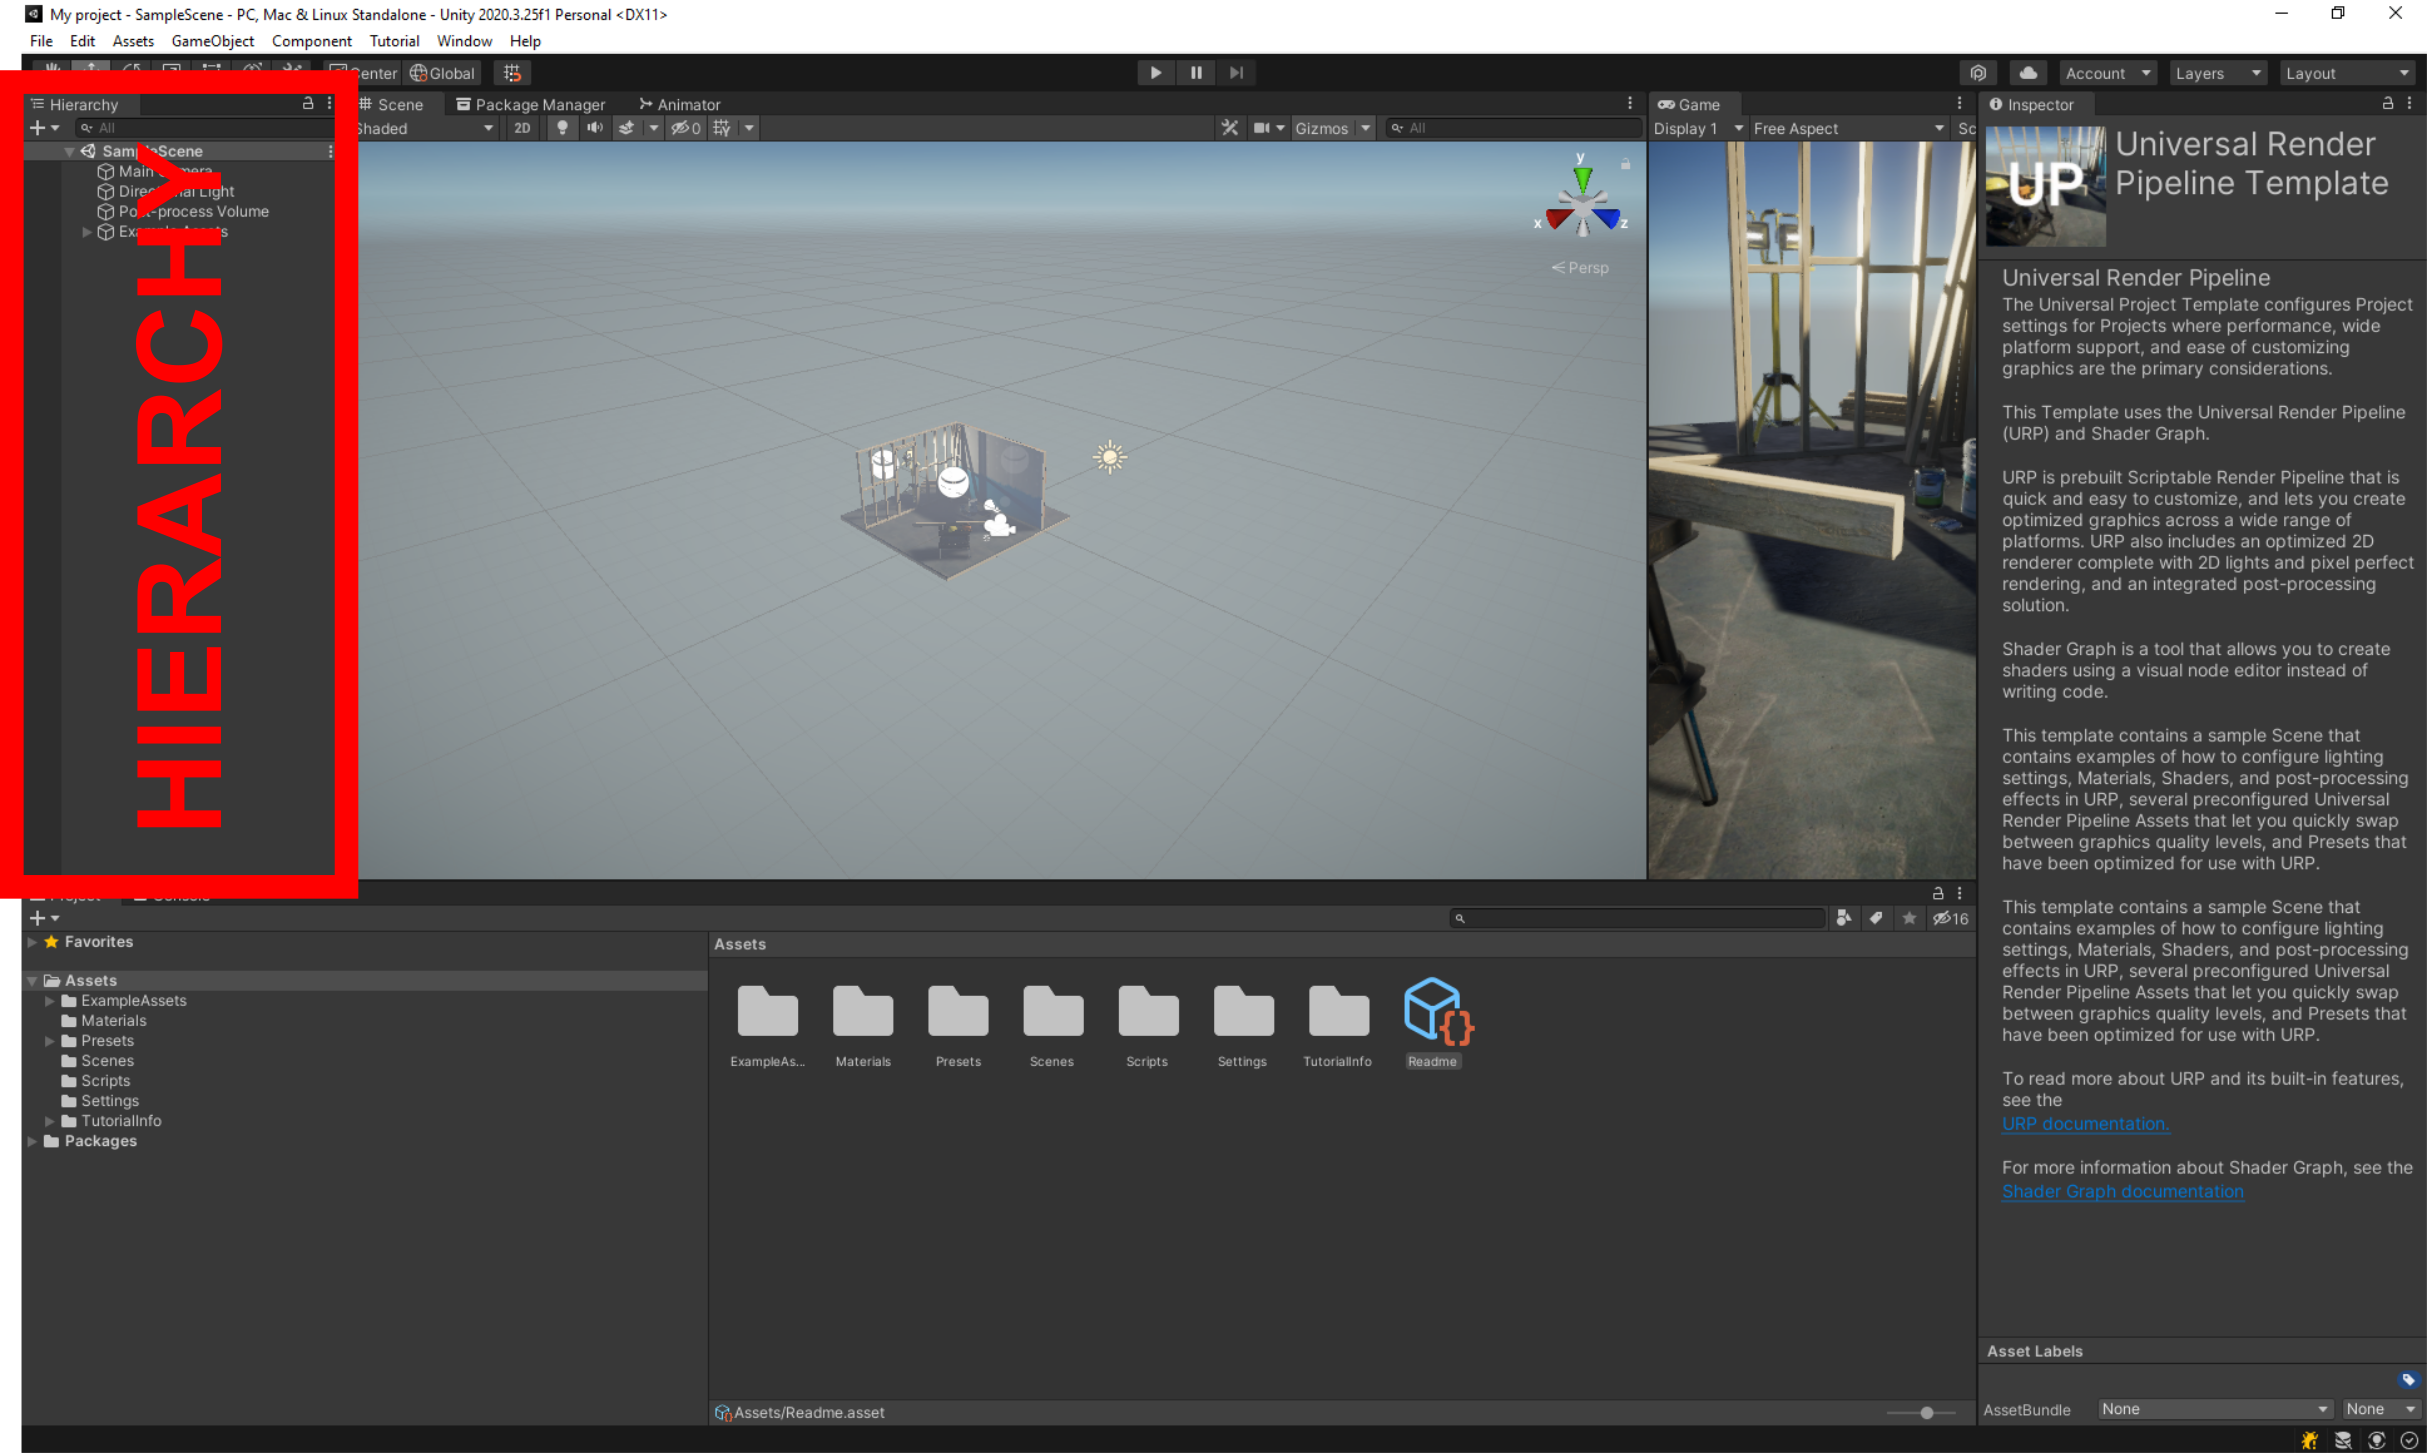 My project - SampleScene - PC, Mac & Linux Standalone - Unity 2020.3.25f1 Personal <DX11>
File Edit Assets GameObject Component Tutorial Window Help
Global
Account Layers Layout
Hierarchy
All
SampleScene
Directional Light
Post-process Volume
HIERARCHY
Scene Package Manager Animator
Shaded 2D 0 Gizmos All
y
x z
Persp
Game
Display 1 Free Aspect Sc
Inspector
UP
Universal Render
Pipeline Template
Universal Render Pipeline
The Universal Project Template configures Project
settings for Projects where performance, wide
platform support, and ease of customizing
graphics are the primary considerations.
This Template uses the Universal Render Pipeline
(URP) and Shader Graph.
URP is prebuilt Scriptable Render Pipeline that is
quick and easy to customize, and lets you create
optimized graphics across a wide range of
platforms. URP also includes an optimized 2D
renderer complete with 2D lights and pixel perfect
rendering, and an integrated post-processing
solution.
Shader Graph is a tool that allows you to create
shaders using a visual node editor instead of
writing code.
This template contains a sample Scene that
contains examples of how to configure lighting
settings, Materials, Shaders, and post-processing
effects in URP, several preconfigured Universal
Render Pipeline Assets that let you quickly swap
between graphics quality levels, and Presets that
have been optimized for use with URP.
This template contains a sample Scene that
contains examples of how to configure lighting
settings, Materials, Shaders, and post-processing
effects in URP, several preconfigured Universal
Render Pipeline Assets that let you quickly swap
between graphics quality levels, and Presets that
have been optimized for use with URP.
To read more about URP and its built-in features,
see the
URP documentation.
For more information about Shader Graph, see the
Shader Graph documentation
Asset Labels
AssetBundle None None
16
Favorites
Assets
ExampleAssets
Materials
Presets
Scenes
Scripts
Settings
TutorialInfo
Packages
Assets
ExampleAs... Materials Presets Scenes Scripts Settings TutorialInfo Readme
Assets/Readme.asset